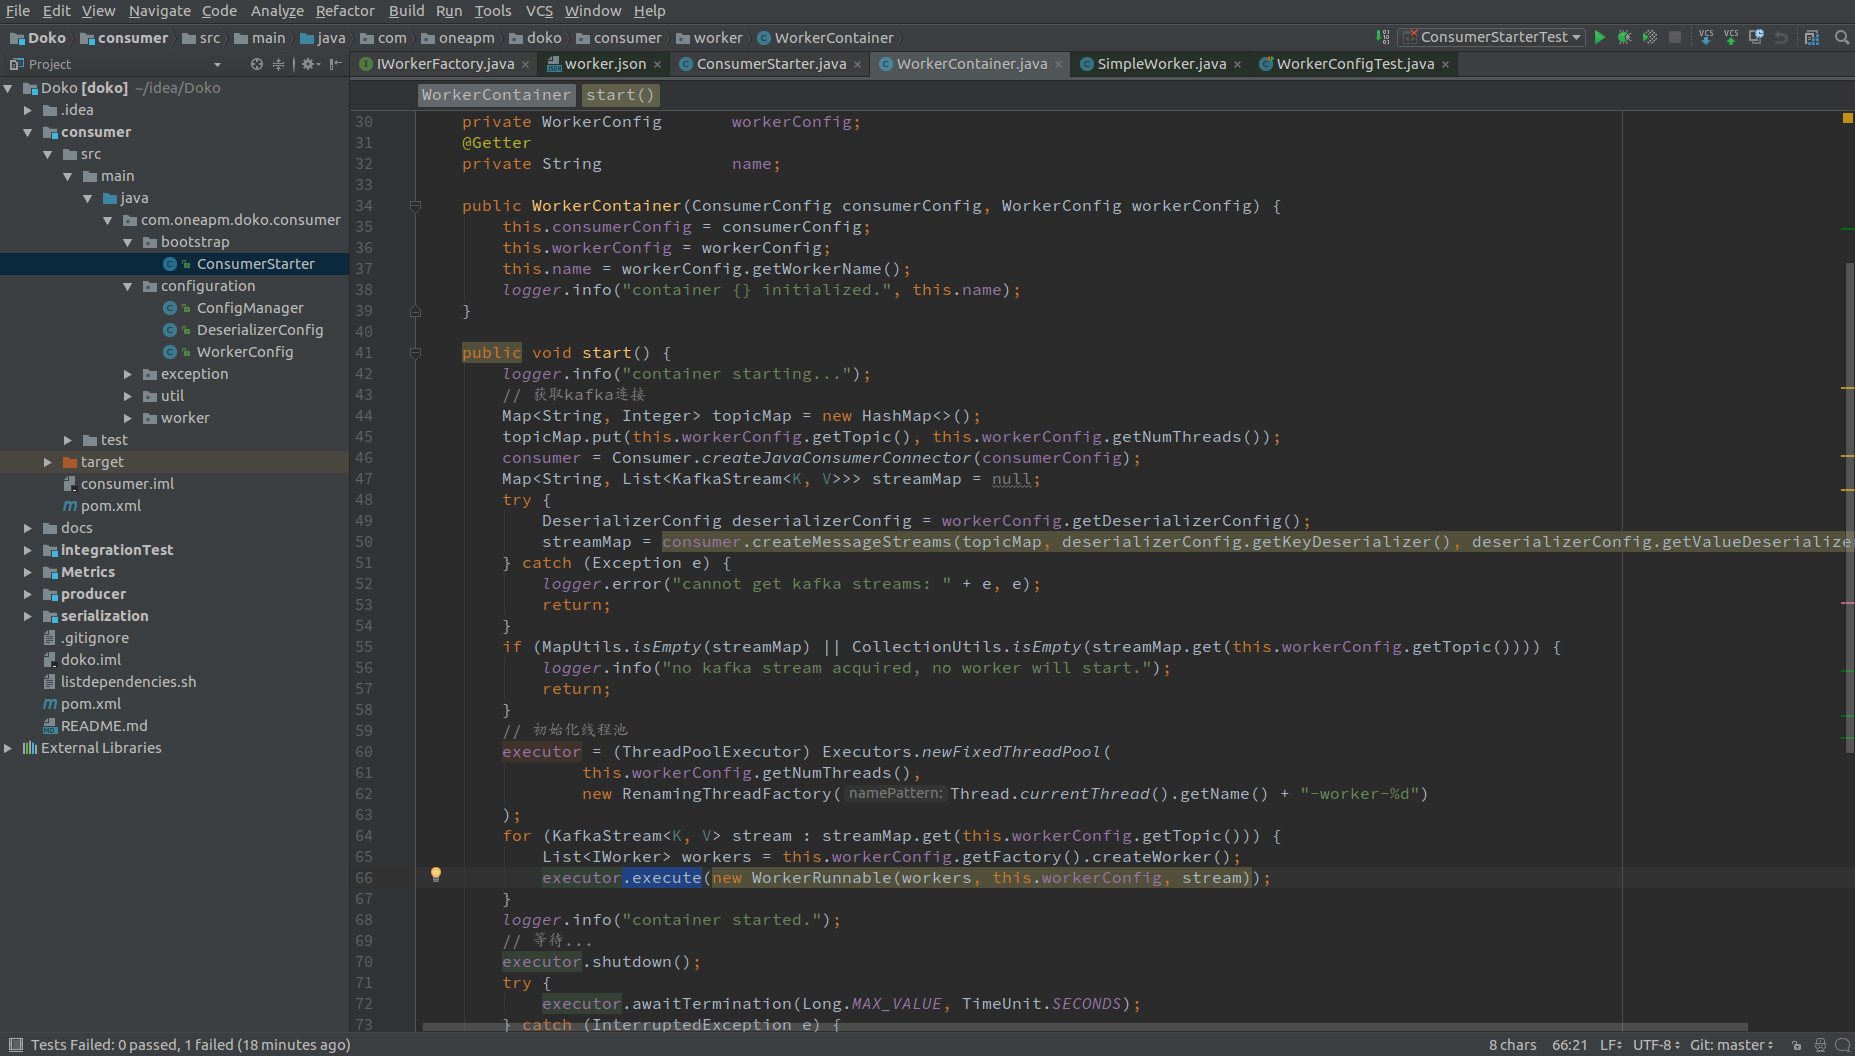 File Edit View Navigate Code Analyze Refactor Build Run Tools VCS Window Help
Doko consumer src main java com oneapm doko consumer worker WorkerContainer ConsumerStarterTest
Project
IWorkerFactory.java worker.json ConsumerStarter.java WorkerContainer.java SimpleWorker.java WorkerConfigTest.java
WorkerContainer start()
Doko [doko] ~/idea/Doko
.idea
consumer
src
main
java
com.oneapm.doko.consumer
bootstrap
ConsumerStarter
configuration
ConfigManager
DeserializerConfig
WorkerConfig
exception
util
worker
test
target
consumer.iml
pom.xml
docs
integrationTest
Metrics
producer
serialization
.gitignore
doko.iml
listdependencies.sh
pom.xml
README.md
External Libraries
30 private WorkerConfig workerConfig;
31 @Getter
32 private String name;
33
34 public WorkerContainer(ConsumerConfig consumerConfig, WorkerConfig workerConfig) {
35 this.consumerConfig = consumerConfig;
36 this.workerConfig = workerConfig;
37 this.name = workerConfig.getWorkerName();
38 logger.info("container {} initialized.", this.name);
39 }
40
41 public void start() {
42 logger.info("container starting...");
43 // 获取kafka连接
44 Map<String, Integer> topicMap = new HashMap<>();
45 topicMap.put(this.workerConfig.getTopic(), this.workerConfig.getNumThreads());
46 consumer = Consumer.createJavaConsumerConnector(consumerConfig);
47 Map<String, List<KafkaStream<K, V>>> streamMap = null;
48 try {
49 DeserializerConfig deserializerConfig = workerConfig.getDeserializerConfig();
50 streamMap = consumer.createMessageStreams(topicMap, deserializerConfig.getKeyDeserializer(), deserializerConfig.getValueDeserialize
51 } catch (Exception e) {
52 logger.error("cannot get kafka streams: " + e, e);
53 return;
54 }
55 if (MapUtils.isEmpty(streamMap) || CollectionUtils.isEmpty(streamMap.get(this.workerConfig.getTopic()))) {
56 logger.info("no kafka stream acquired, no worker will start.");
57 return;
58 }
59 // 初始化线程池
60 executor = (ThreadPoolExecutor) Executors.newFixedThreadPool(
61 this.workerConfig.getNumThreads(),
62 new RenamingThreadFactory( namePattern: Thread.currentThread().getName() + "-worker-%d")
63 );
64 for (KafkaStream<K, V> stream : streamMap.get(this.workerConfig.getTopic())) {
65 List<IWorker> workers = this.workerConfig.getFactory().createWorker();
66 executor.execute(new WorkerRunnable(workers, this.workerConfig, stream));
67 }
68 logger.info("container started.");
69 // 等待...
70 executor.shutdown();
71 try {
72 executor.awaitTermination(Long.MAX_VALUE, TimeUnit.SECONDS);
73 } catch (InterruptedException e) {
Tests Failed: 0 passed, 1 failed (18 minutes ago) 8 chars 66:21 LF UTF-8 Git: master